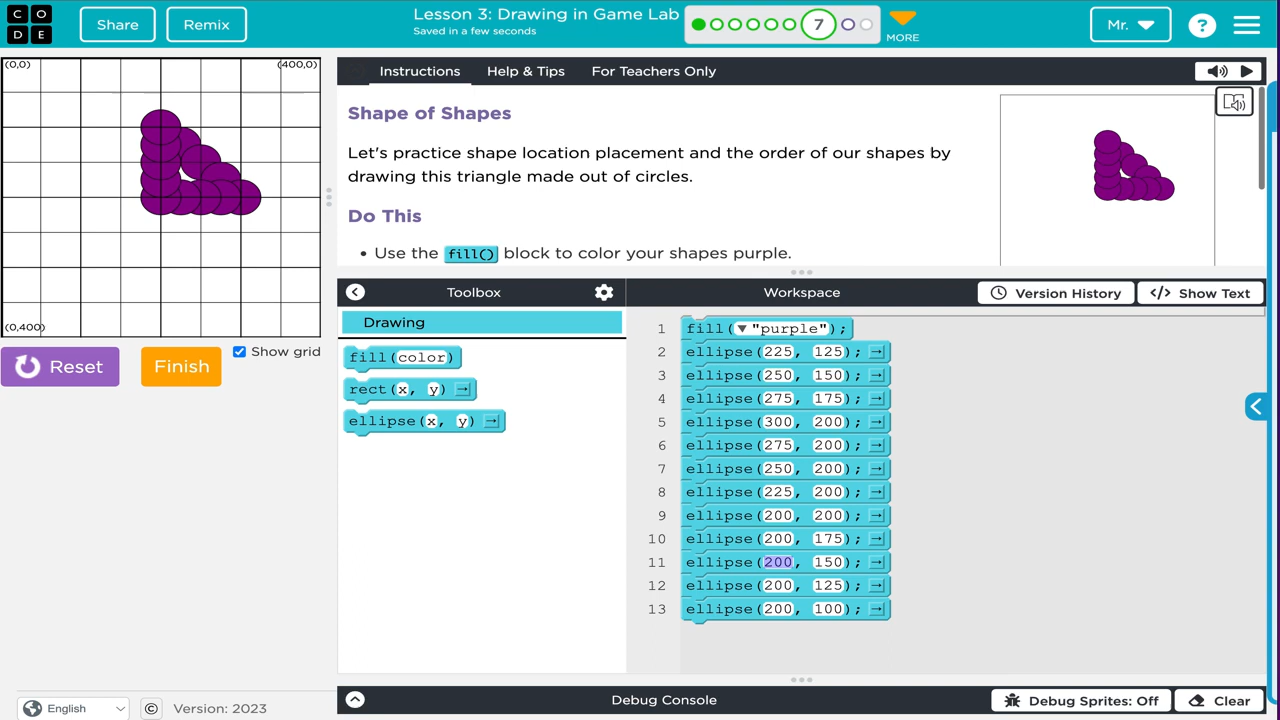 C O
D E
Share
Remix
Lesson 3: Drawing in Game Lab
Saved in a few seconds
7
MORE
Mr.
?
(0,0)
(400,0)
(0,400)
Instructions
Help & Tips
For Teachers Only
Shape of Shapes
Let's practice shape location placement and the order of our shapes by
drawing this triangle made out of circles.
Do This
• Use the fill() block to color your shapes purple.
Reset
Finish
Show grid
Toolbox
Workspace
Version History
</> Show Text
Drawing
fill(color)
rect(x, y)
ellipse(x, y)
1 fill(▼ "purple");
2 ellipse(225, 125);
3 ellipse(250, 150);
4 ellipse(275, 175);
5 ellipse(300, 200);
6 ellipse(275, 200);
7 ellipse(250, 200);
8 ellipse(225, 200);
9 ellipse(200, 200);
10 ellipse(200, 175);
11 ellipse(200, 150);
12 ellipse(200, 125);
13 ellipse(200, 100);
English
©
Version: 2023
Debug Console
Debug Sprites: Off
Clear